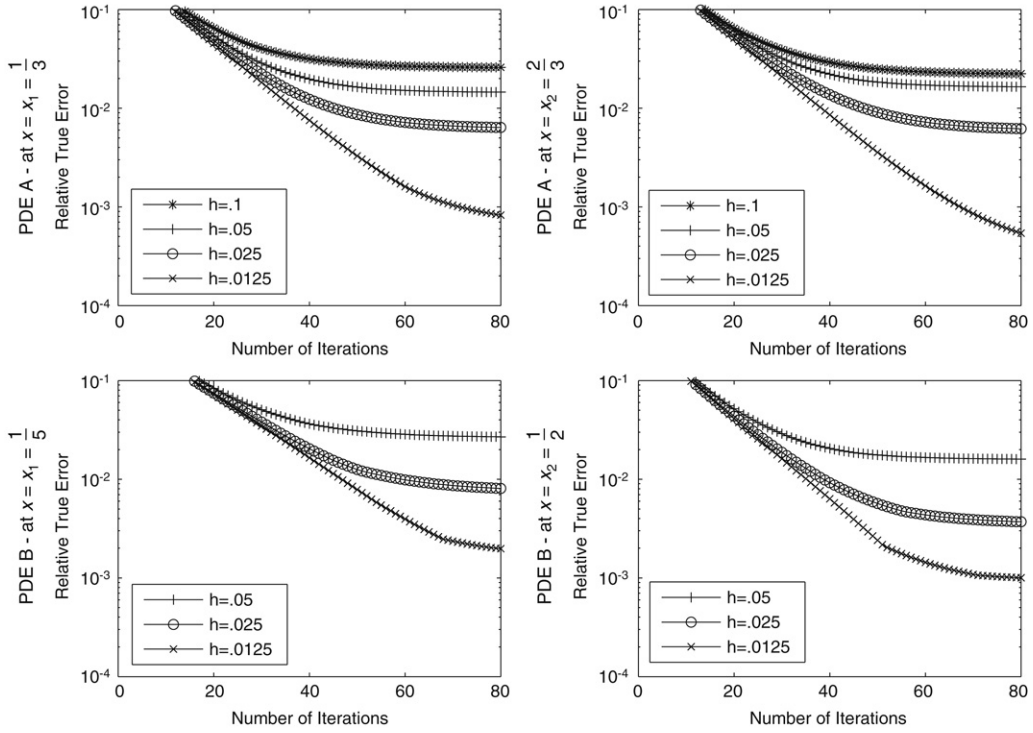 PDE A - at x = x1 = 1/3
Relative True Error
10-1
10-2
10-3
10-4
h=.1
h=.05
h=.025
h=.0125
0 20 40 60 80
Number of Iterations
PDE A - at x = x2 = 2/3
Relative True Error
10-1
10-2
10-3
10-4
h=.1
h=.05
h=.025
h=.0125
0 20 40 60 80
Number of Iterations
PDE B - at x = x1 = 1/5
Relative True Error
10-1
10-2
10-3
10-4
h=.05
h=.025
h=.0125
0 20 40 60 80
Number of Iterations
PDE B - at x = x2 = 1/2
Relative True Error
10-1
10-2
10-3
10-4
h=.05
h=.025
h=.0125
0 20 40 60 80
Number of Iterations